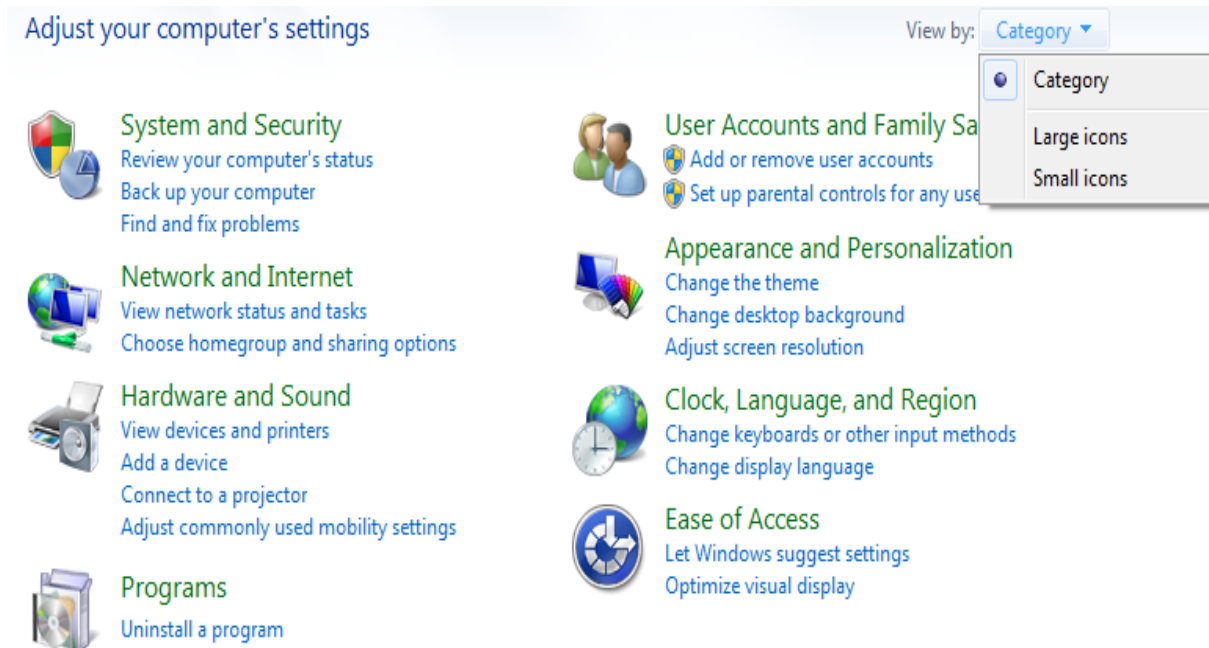 Adjust your computer's settings
View by: Category
Category
Large icons
Small icons
System and Security
Review your computer's status
Back up your computer
Find and fix problems
Network and Internet
View network status and tasks
Choose homegroup and sharing options
Hardware and Sound
View devices and printers
Add a device
Connect to a projector
Adjust commonly used mobility settings
Programs
Uninstall a program
User Accounts and Family Sa
Add or remove user accounts
Set up parental controls for any use
Appearance and Personalization
Change the theme
Change desktop background
Adjust screen resolution
Clock, Language, and Region
Change keyboards or other input methods
Change display language
Ease of Access
Let Windows suggest settings
Optimize visual display